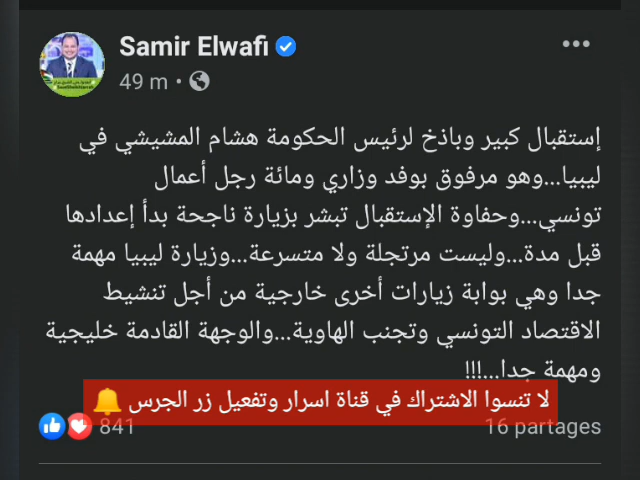 Samir Elwafi
49 m
إستقبال كبير وباذخ لرئيس الحكومة هشام المشيشي في
ليبيا...وهو مرفوق بوفد وزاري ومائة رجل أعمال
تونسي...وحفاوة الإستقبال تبشر بزيارة ناجحة بدأ إعدادها
قبل مدة...وليست مرتجلة ولا متسرعة...وزيارة ليبيا مهمة
جدا وهي بوابة زيارات أخرى خارجية من أجل تنشيط
الاقتصاد التونسي وتجنب الهاوية...والوجهة القادمة خليجية
ومهمة جدا...!!!
لا تنسوا الاشتراك في قناة اسرار وتفعيل زر الجرس
841
16 partages